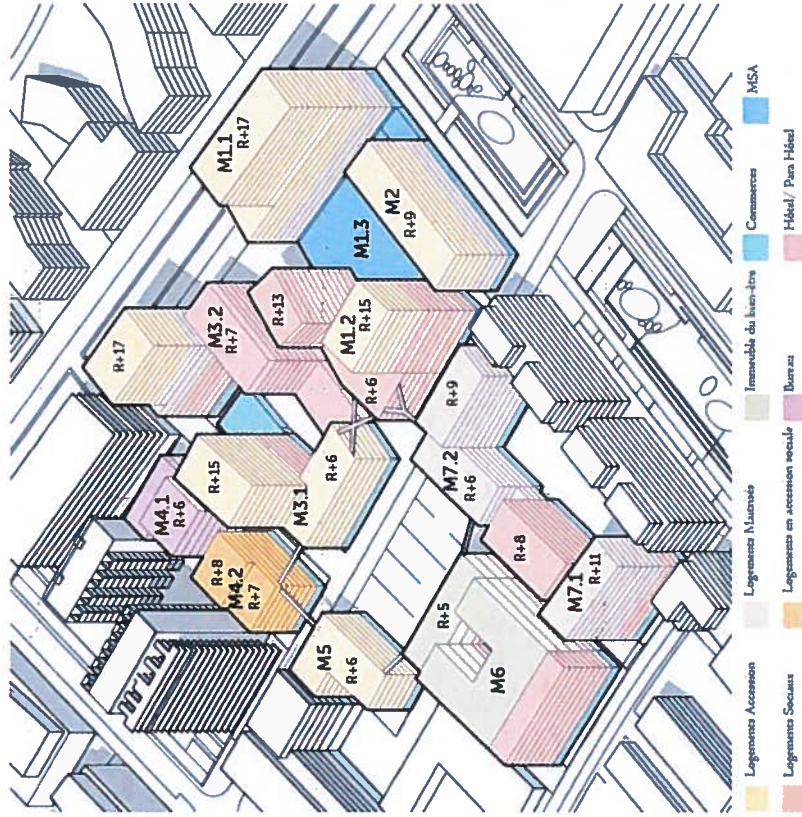 M1.1
R+17
M2
R+9
M1.3
R+17
M3.2
R+7
R+13
M1.2
R+15
R+6
R+15
R+6
M3.1
M4.1
R+6
R+8
M4.2
R+7
M5
R+6
R+9
M7.2
R+6
R+8
R+5
M6
M7.1
R+11
Logements Accession
Logements Maitrisés
Immeuble du bien-être
Commerces
MSA
Logements Sociaux
Logements en accession sociale
Bureau
Hôtel/ Para Hôtel